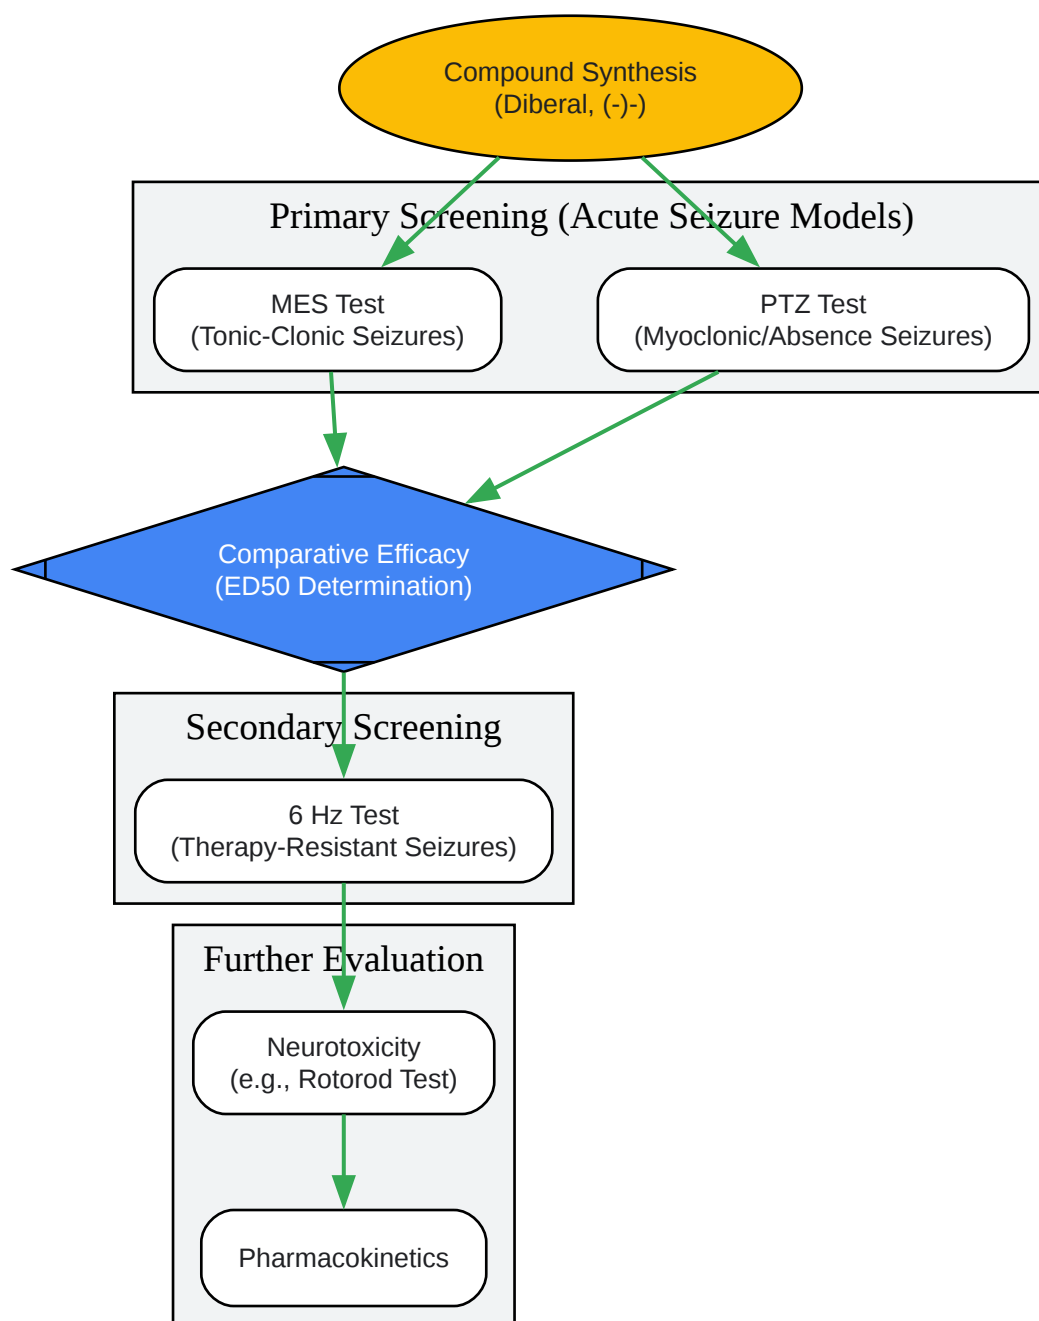 Compound Synthesis
(Diberal, (-)-)
Primary Screening (Acute Seizure Models)
MES Test
(Tonic-Clonic Seizures)
PTZ Test
(Myoclonic/Absence Seizures)
Comparative Efficacy
(ED50 Determination)
Secondary Screening
6 Hz Test
(Therapy-Resistant Seizures)
Further Evaluation
Neurotoxicity
(e.g., Rotorod Test)
Pharmacokinetics